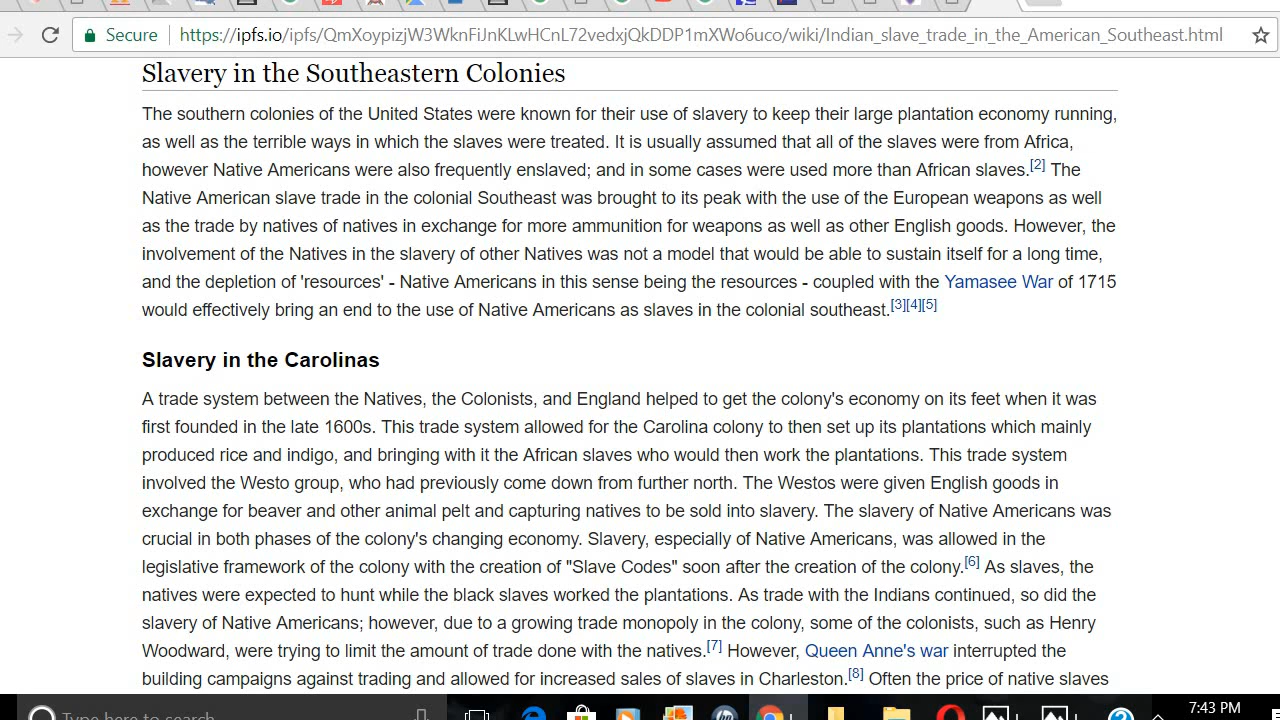 Secure
https://ipfs.io/ipfs/QmXoypizjW3WknFiJnKLwHCnL72vedxjQkDDP1mXWo6uco/wiki/Indian_slave_trade_in_the_American_Southeast.html
Slavery in the Southeastern Colonies
The southern colonies of the United States were known for their use of slavery to keep their large plantation economy running,
as well as the terrible ways in which the slaves were treated. It is usually assumed that all of the slaves were from Africa,
however Native Americans were also frequently enslaved; and in some cases were used more than African slaves.[2] The
Native American slave trade in the colonial Southeast was brought to its peak with the use of the European weapons as well
as the trade by natives of natives in exchange for more ammunition for weapons as well as other English goods. However, the
involvement of the Natives in the slavery of other Natives was not a model that would be able to sustain itself for a long time,
and the depletion of 'resources' - Native Americans in this sense being the resources - coupled with the Yamasee War of 1715
would effectively bring an end to the use of Native Americans as slaves in the colonial southeast.[3][4][5]
Slavery in the Carolinas
A trade system between the Natives, the Colonists, and England helped to get the colony's economy on its feet when it was
first founded in the late 1600s. This trade system allowed for the Carolina colony to then set up its plantations which mainly
produced rice and indigo, and bringing with it the African slaves who would then work the plantations. This trade system
involved the Westo group, who had previously come down from further north. The Westos were given English goods in
exchange for beaver and other animal pelt and capturing natives to be sold into slavery. The slavery of Native Americans was
crucial in both phases of the colony's changing economy. Slavery, especially of Native Americans, was allowed in the
legislative framework of the colony with the creation of "Slave Codes" soon after the creation of the colony.[6] As slaves, the
natives were expected to hunt while the black slaves worked the plantations. As trade with the Indians continued, so did the
slavery of Native Americans; however, due to a growing trade monopoly in the colony, some of the colonists, such as Henry
Woodward, were trying to limit the amount of trade done with the natives.[7] However, Queen Anne's war interrupted the
building campaigns against trading and allowed for increased sales of slaves in Charleston.[8] Often the price of native slaves
Type here to search
7:43 PM